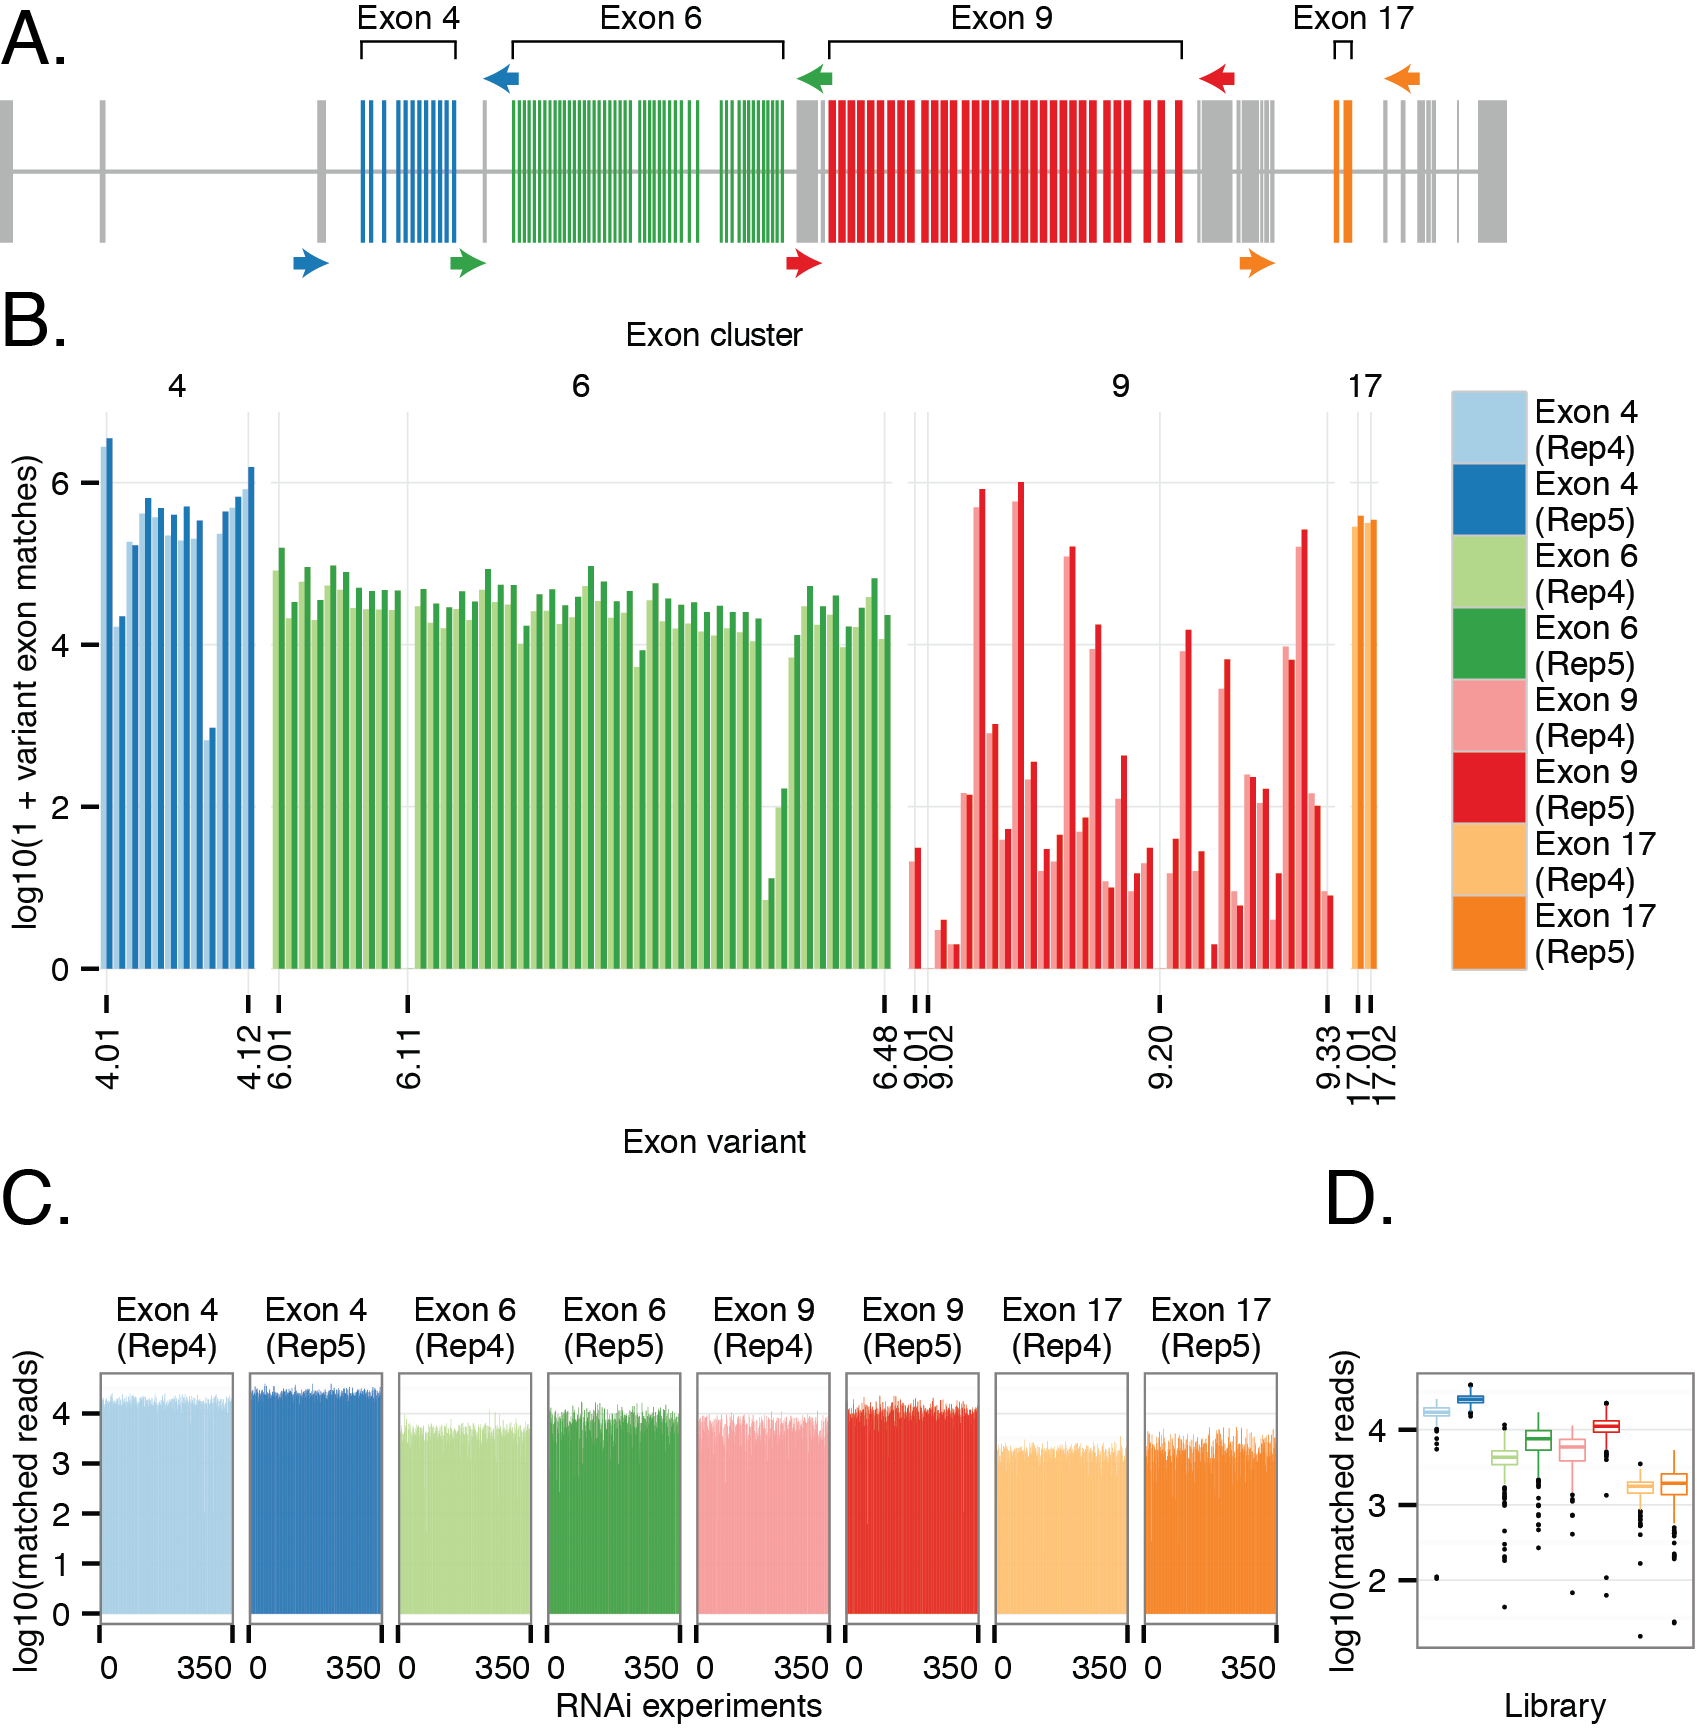 A.
Exon 4 Exon 6 Exon 9 Exon 17
B.
Exon cluster
4 6 9 17
log10(1 + variant exon matches)
6
4
2
0
4.01 4.12 6.01 6.11 6.48 9.01 9.02 9.20 9.33 17.01 17.02
Exon variant
Exon 4
(Rep4)
Exon 4
(Rep5)
Exon 6
(Rep4)
Exon 6
(Rep5)
Exon 9
(Rep4)
Exon 9
(Rep5)
Exon 17
(Rep4)
Exon 17
(Rep5)
C.
Exon 4 Exon 4 Exon 6 Exon 6 Exon 9 Exon 9 Exon 17 Exon 17
(Rep4) (Rep5) (Rep4) (Rep5) (Rep4) (Rep5) (Rep4) (Rep5)
log10(matched reads)
4
3
2
1
0
0 350 0 350 0 350 0 350 0 350 0 350 0 350 0 350
RNAi experiments
D.
log10(matched reads)
4
3
2
Library